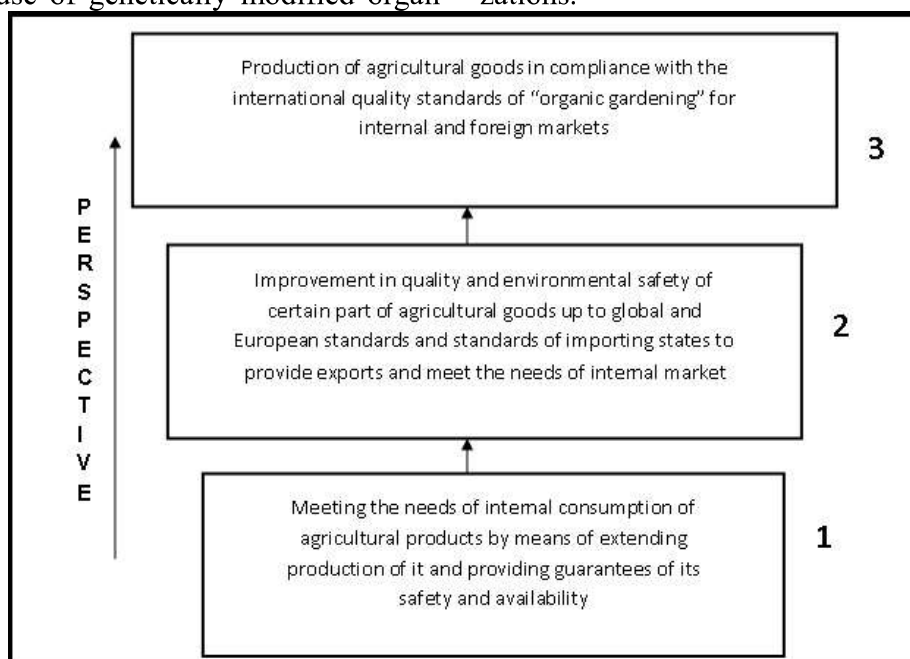 use of genetically modified organ- zations.
Production of agricultural goods in compliance with the
international quality standards of “organic gardening” for
internal and foreign markets
3
PERSPECTIVE
Improvement in quality and environmental safety of
certain part of agricultural goods up to global and
European standards and standards of importing states to
provide exports and meet the needs of internal market
2
Meeting the needs of internal consumption of
agricultural products by means of extending
production of it and providing guarantees of its
safety and availability
1